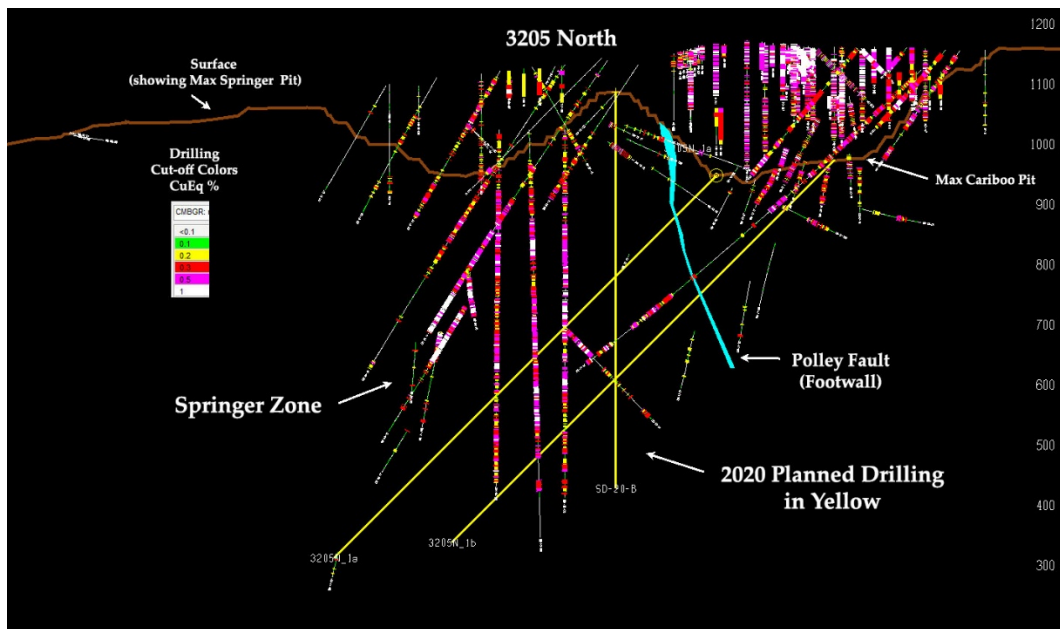 3205 North
Surface
(showing Max Springer Pit)
Drilling
Cut-off Colors
CuEq %
CMBGR:
<0.1
0.1
0.2
0.3
0.5
1
1200
1100
1000
900
800
700
600
500
400
300
Max Cariboo Pit
Polley Fault
(Footwall)
Springer Zone
2020 Planned Drilling
in Yellow
SD-20-B
3205N_1a
3205N_1b